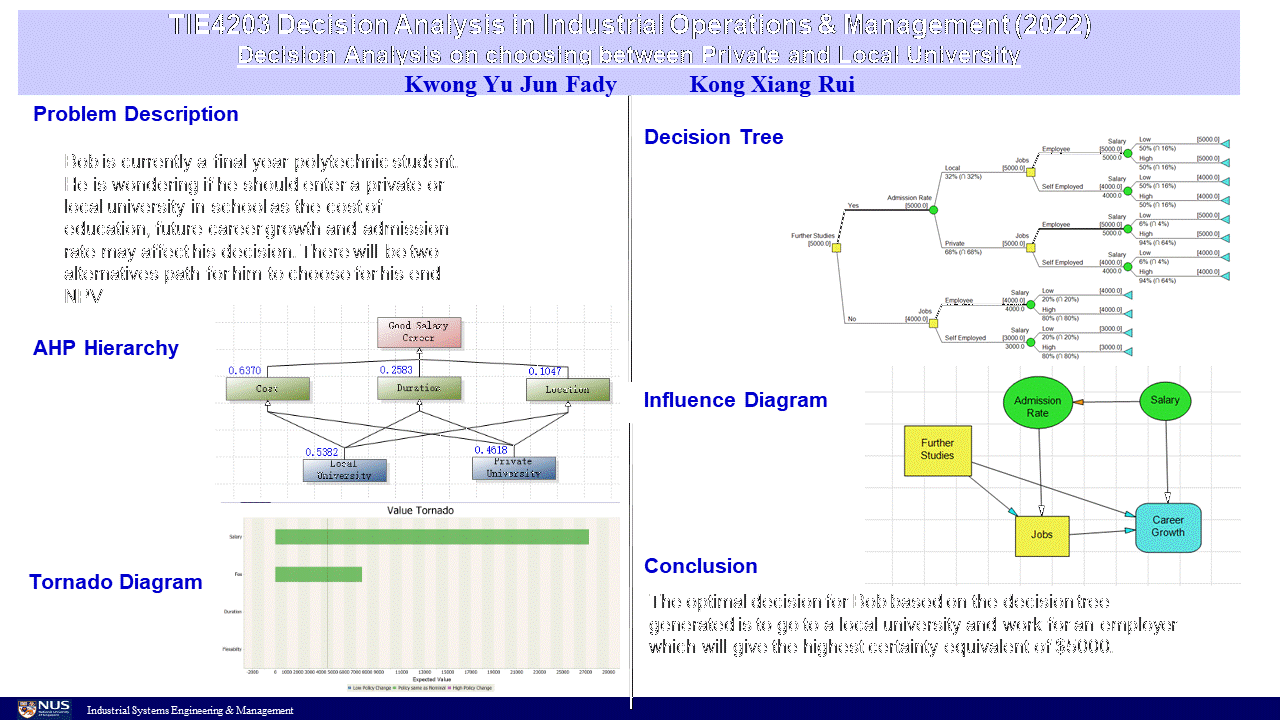 TIE4203 Decision Analysis in Industrial Operations & Management (2022)
Decision Analysis on choosing between Private and Local University
Kwong Yu Jun Fady Kong Xiang Rui
Problem Description
Bob is currently a final year polytechnic student.
He is wondering if he should enter a private or
local university in school as the cost of
education, future career growth and admission
rate may affect his decision. There will be two
alternatives path for him to choose for his end
NPV
AHP Hierarchy
Good Salary
Career
0.6370 0.2583 0.1047
Cost Duration Location
0.5382 0.4618
Local
University
Private
University
Tornado Diagram
Value Tornado
Salary
Fee
Duration
Flexibility
-2000 0 1000 2000 3000 4000 5000 6000 7000 8000 9000 11000 13000 15000 17000 19000 21000 23000 25000 27000 29000
Expected Value
Low Policy Change Policy same as Nominal High Policy Change
Decision Tree
Further Studies
[5000.0]
Yes
Admission Rate
[5000.0]
Local
32% (∩ 32%)
Jobs
[5000.0]
Employee
Salary
[5000.0]
5000.0
Low [5000.0]
50% (∩ 16%)
High [5000.0]
50% (∩ 16%)
Self Employed
Salary
[4000.0]
4000.0
Low [4000.0]
50% (∩ 16%)
High [4000.0]
50% (∩ 16%)
Private
68% (∩ 68%)
Jobs
[5000.0]
Employee
Salary
[5000.0]
5000.0
Low [5000.0]
6% (∩ 4%)
High [5000.0]
94% (∩ 64%)
Self Employed
Salary
[4000.0]
4000.0
Low [4000.0]
6% (∩ 4%)
High [4000.0]
94% (∩ 64%)
No
Jobs
[4000.0]
Employee
Salary
[4000.0]
4000.0
Low [4000.0]
20% (∩ 20%)
High [4000.0]
80% (∩ 80%)
Self Employed
Salary
[3000.0]
3000.0
Low [3000.0]
20% (∩ 20%)
High [3000.0]
80% (∩ 80%)
Influence Diagram
Admission
Rate
Salary
Further
Studies
Jobs
Career
Growth
Conclusion
The optimal decision for Bob based on the decision tree
generated is to go to a local university and work for an employer
which will give the highest certainty equivalent of $5000.
NUS
National University
of Singapore
Industrial Systems Engineering & Management